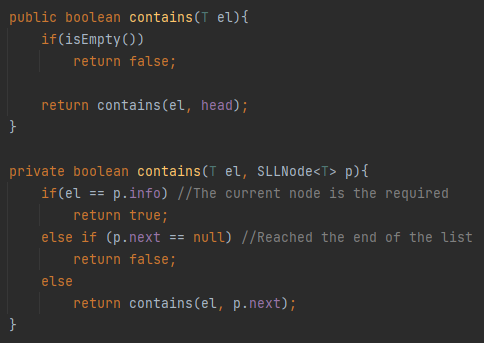 public boolean contains(T el){
if(isEmpty())
return false;
return contains(el, head);
}
private boolean contains(T el, SLLNode<T> p){
if(el == p.info) //The current node is the required
return true;
else if (p.next == null) //Reached the end of the list
return false;
else
return contains(el, p.next);
}